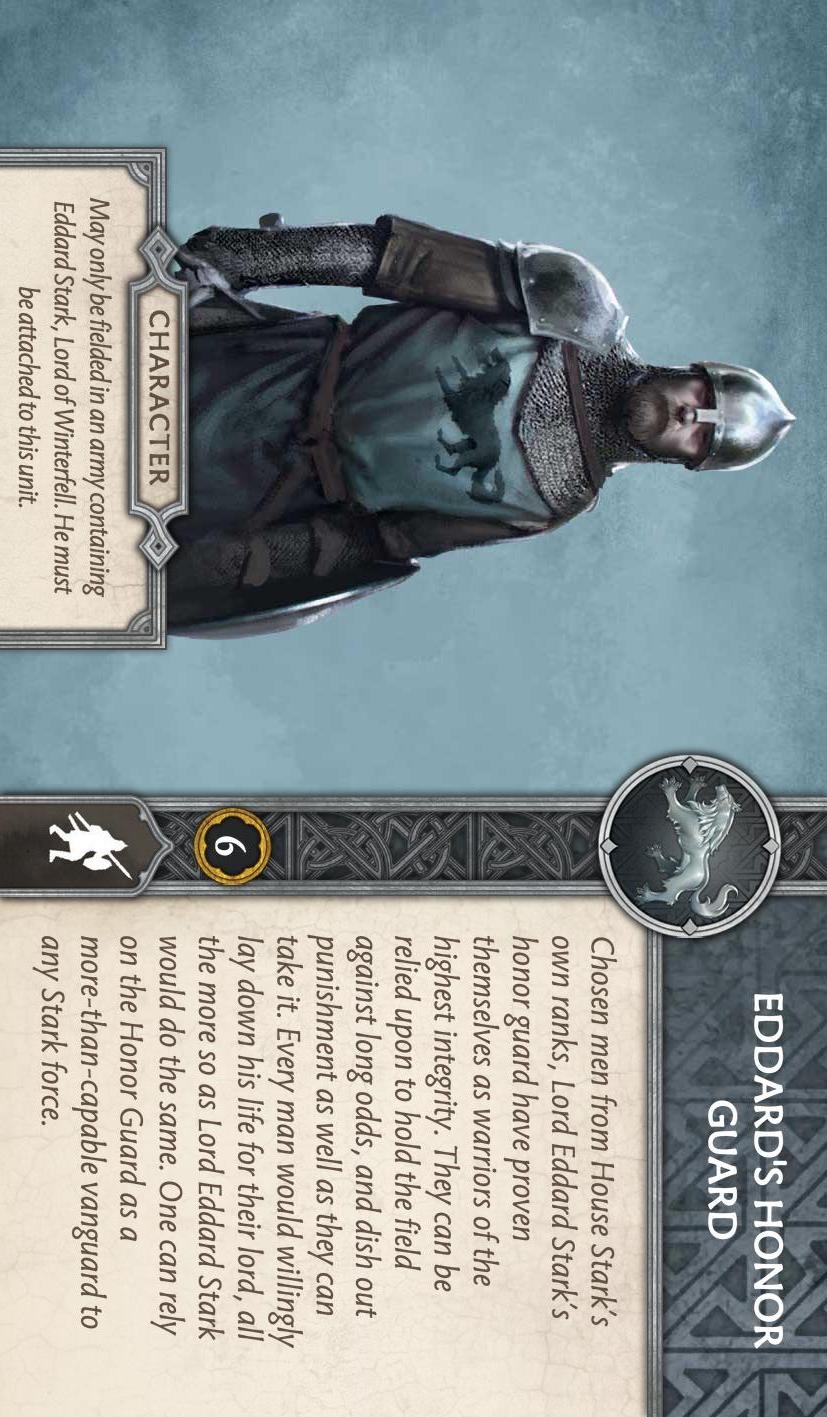 CHARACTER
May only be fielded in an army containing
Eddard Stark, Lord of Winterfell. He must
be attached to this unit.
6
EDDARD'S HONOR
GUARD
Chosen men from House Stark's
own ranks, Lord Eddard Stark's
honor guard have proven
themselves as warriors of the
highest integrity. They can be
relied upon to hold the field
against long odds, and dish out
punishment as well as they can
take it. Every man would willingly
lay down his life for their lord, all
the more so as Lord Eddard Stark
would do the same. One can rely
on the Honor Guard as a
more-than-capable vanguard to
any Stark force.